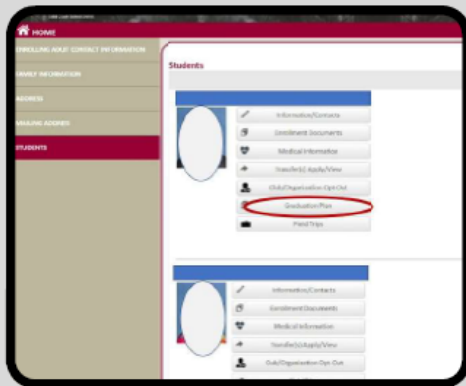 HOME
ENROLLING ADULT CONTACT INFORMATION
FAMILY INFORMATION
ADDRESS
MAILING ADDRESS
STUDENTS
Students
Information/Contacts
Enrollment Documents
Medical Information
Transfer(s) Apply/View
Club/Organization Opt-Out
Graduation Plan
Field Trips
Information/Contacts
Enrollment Documents
Medical Information
Transfer(s) Apply/View
Club/Organization Opt-Out